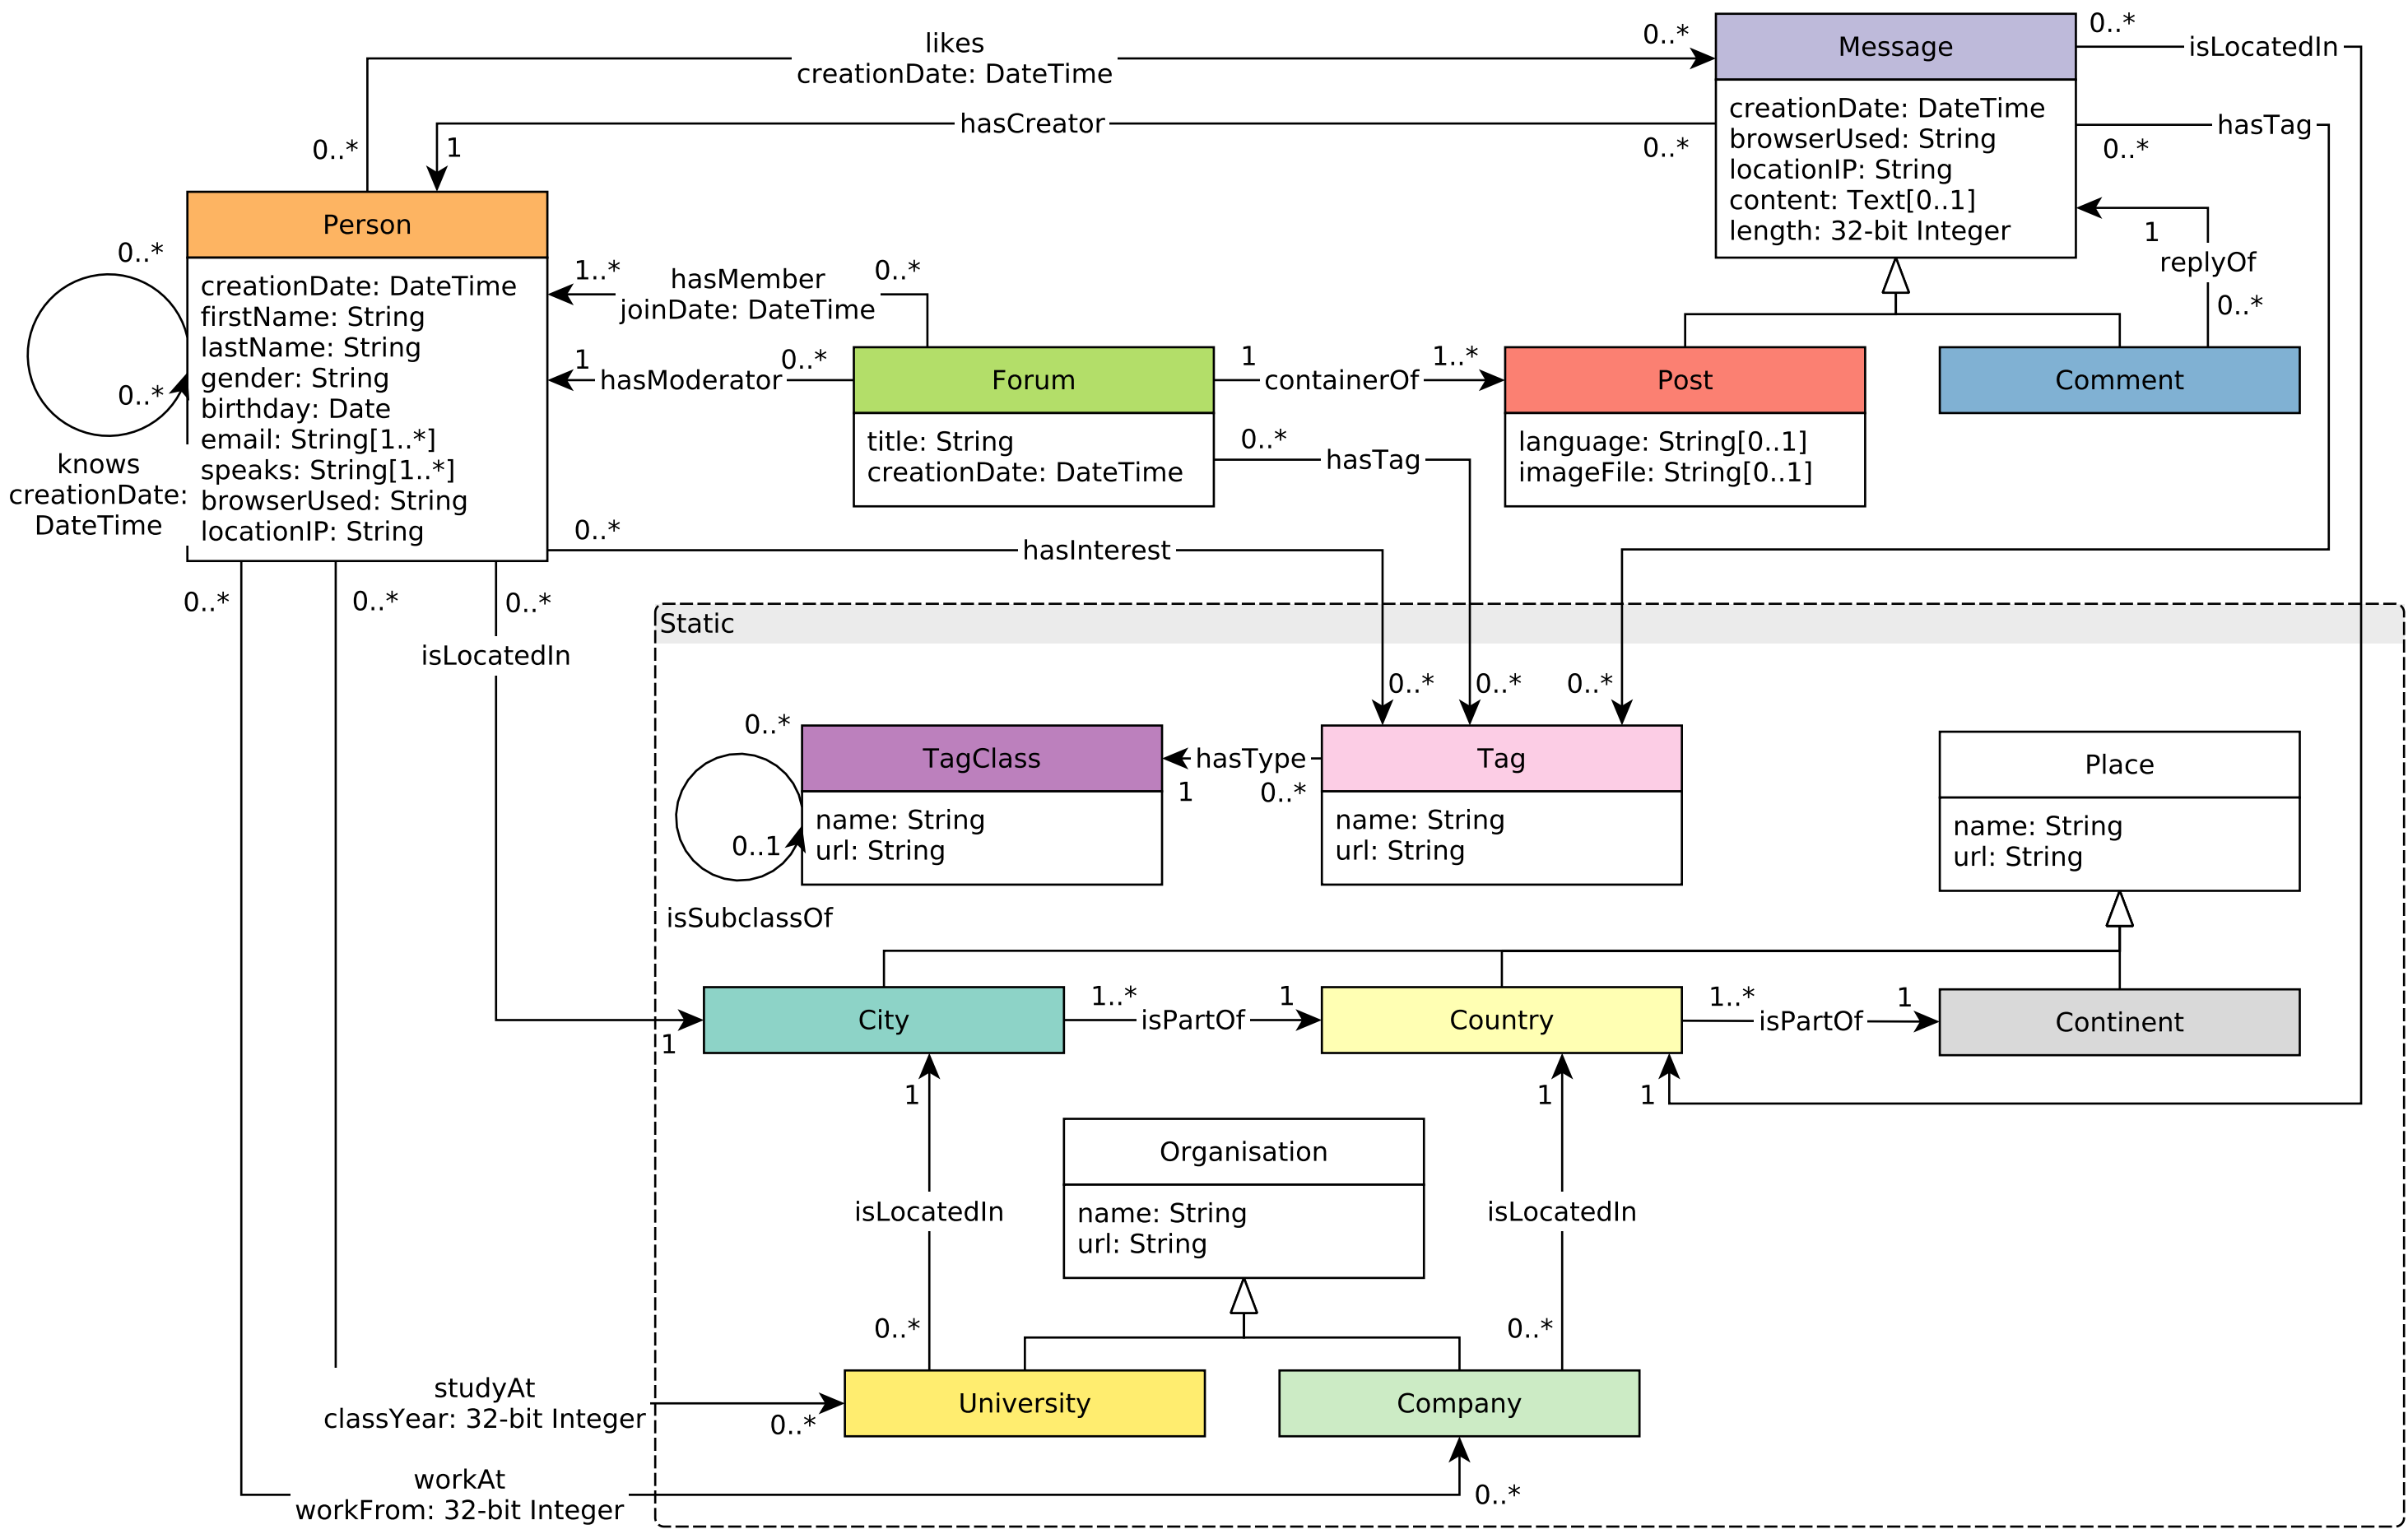 likes
creationDate: DateTime
0..*
0..*
Message
0..*
isLocatedIn
creationDate: DateTime
browserUsed: String
locationIP: String
content: Text[0..1]
length: 32-bit Integer
hasCreator
0..*
1
0..*
hasTag
0..*
1
replyOf
0..*
Person
creationDate: DateTime
firstName: String
lastName: String
gender: String
birthday: Date
email: String[1..*]
speaks: String[1..*]
browserUsed: String
locationIP: String
0..*
0..*
knows
creationDate:
DateTime
1..*
hasMember
joinDate: DateTime
0..*
1
hasModerator
0..*
Forum
title: String
creationDate: DateTime
1
containerOf
1..*
Post
language: String[0..1]
imageFile: String[0..1]
Comment
0..*
hasTag
0..*
hasInterest
0..*
0..*
0..*
isLocatedIn
Static
0..*
0..*
0..*
0..*
TagClass
name: String
url: String
0..1
isSubclassOf
hasType
1
0..*
Tag
name: String
url: String
Place
name: String
url: String
1
City
1..*
isPartOf
1
Country
1..*
isPartOf
1
Continent
1
1
1
Organisation
name: String
url: String
isLocatedIn
isLocatedIn
0..*
0..*
studyAt
classYear: 32-bit Integer
0..*
University
Company
workAt
workFrom: 32-bit Integer
0..*